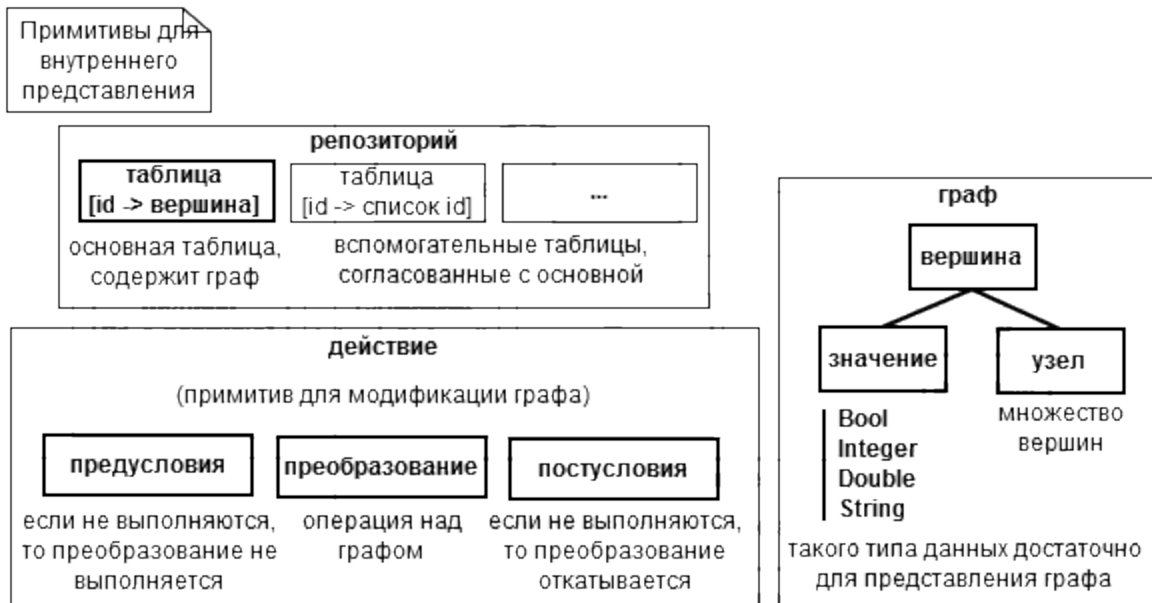 Примитивы для
внутреннего
представления
репозиторий
таблица
[id -> вершина]
таблица
[id -> список id]
...
основная таблица,
содержит граф
вспомогательные таблицы,
согласованные с основной
действие
(примитив для модификации графа)
предусловия
преобразование
постусловия
если не выполняются,
то преобразование не
выполняется
операция над
графом
если не выполняются,
то преобразование
откатывается
граф
вершина
значение
узел
Bool
Integer
Double
String
множество
вершин
такого типа данных достаточно
для представления графа